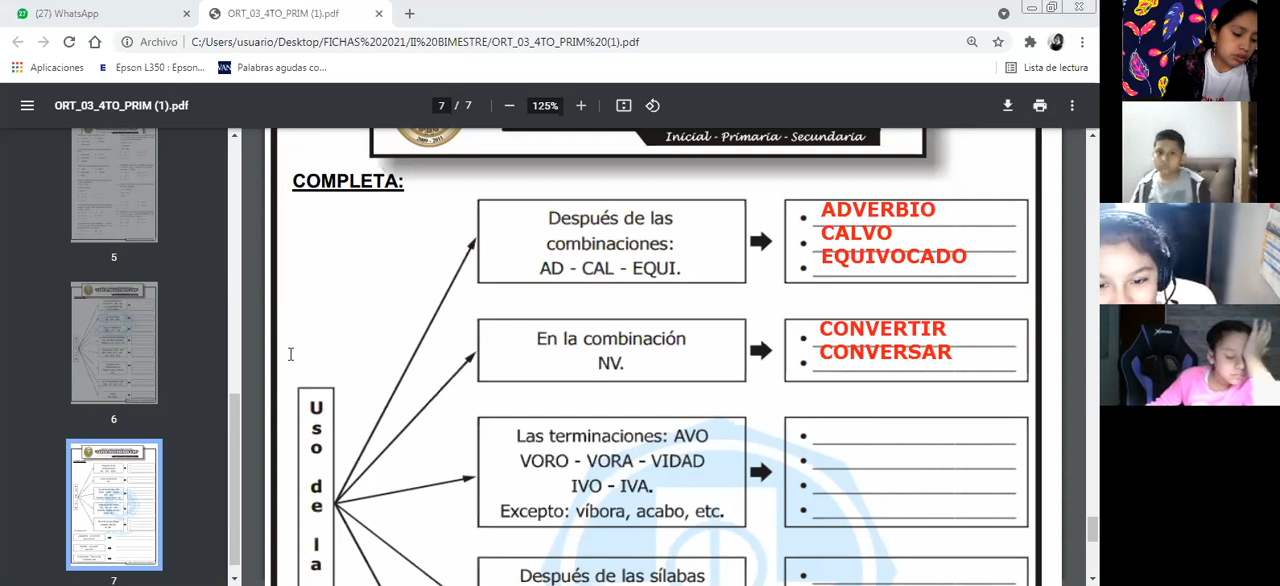 (27) WhatsApp
ORT_03_4TO_PRIM (1).pdf
Archivo
C:/Users/usuario/Desktop/FICHAS%202021/II%20BIMESTRE/ORT_03_4TO_PRIM%20(1).pdf
Aplicaciones
Epson L350 : Epson...
Palabras agudas co...
Lista de lectura
ORT_03_4TO_PRIM (1).pdf
7 / 7
125%
2009 - 2011
Inicial - Primaria - Secundaria
COMPLETA:
Después de las
combinaciones:
AD - CAL - EQUI.
ADVERBIO
CALVO
EQUIVOCADO
En la combinación
NV.
CONVERTIR
CONVERSAR
Uso de la
Las terminaciones: AVO
VORO - VORA - VIDAD
IVO - IVA.
Excepto: víbora, acabo, etc.
Después de las sílabas
5
6
7